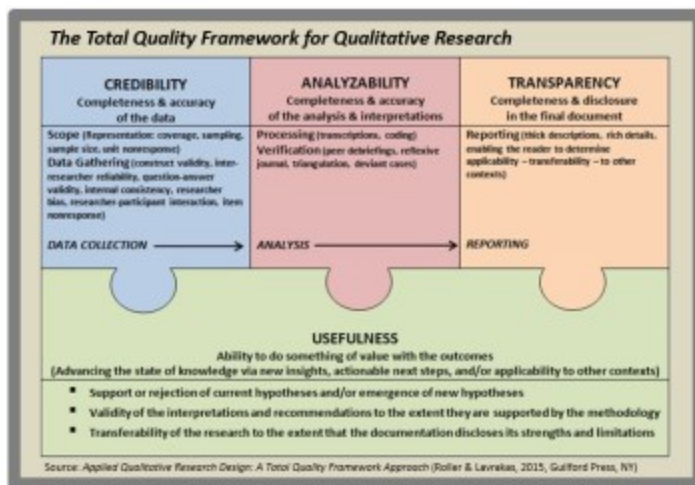 The Total Quality Framework for Qualitative Research
CREDIBILITY
Completeness & accuracy
of the data
ANALYZABILITY
Completeness & accuracy
of the analysis & interpretations
TRANSPARENCY
Completeness & disclosure
in the final document
Scope (Representation: coverage, sampling,
sample size, unit nonresponse)
Data Gathering (construct validity, inter-
researcher reliability, question-answer
validity, internal consistency, researcher
bias, researcher participant interaction, item
nonresponse)
Processing (transcriptions, coding)
Verification (peer debriefings, reflexive
journal, triangulation, deviant cases)
Reporting (thick descriptions, rich details,
enabling the reader to determine
applicability – transferability – to other
contexts)
DATA COLLECTION
ANALYSIS
REPORTING
USEFULNESS
Ability to do something of value with the outcomes
(Advancing the state of knowledge via new insights, actionable next steps, and/or applicability to other contexts)
Support or rejection of current hypotheses and/or emergence of new hypotheses
Validity of the interpretations and recommendations to the extent they are supported by the methodology
Transferability of the research to the extent that the documentation discloses its strengths and limitations
Source: Applied Qualitative Research Design: A Total Quality Framework Approach (Roller & Lavrakas, 2015, Guilford Press, NY)